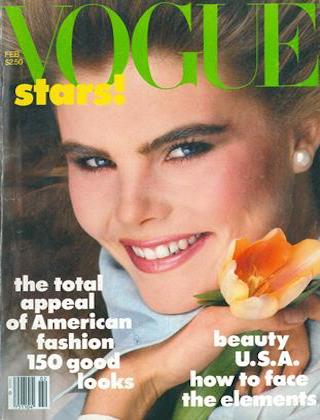 VOGUE
FEB
$2.50
stars!
the total
appeal
of American
fashion
150 good
looks
beauty
U.S.A.
how to face
the elements